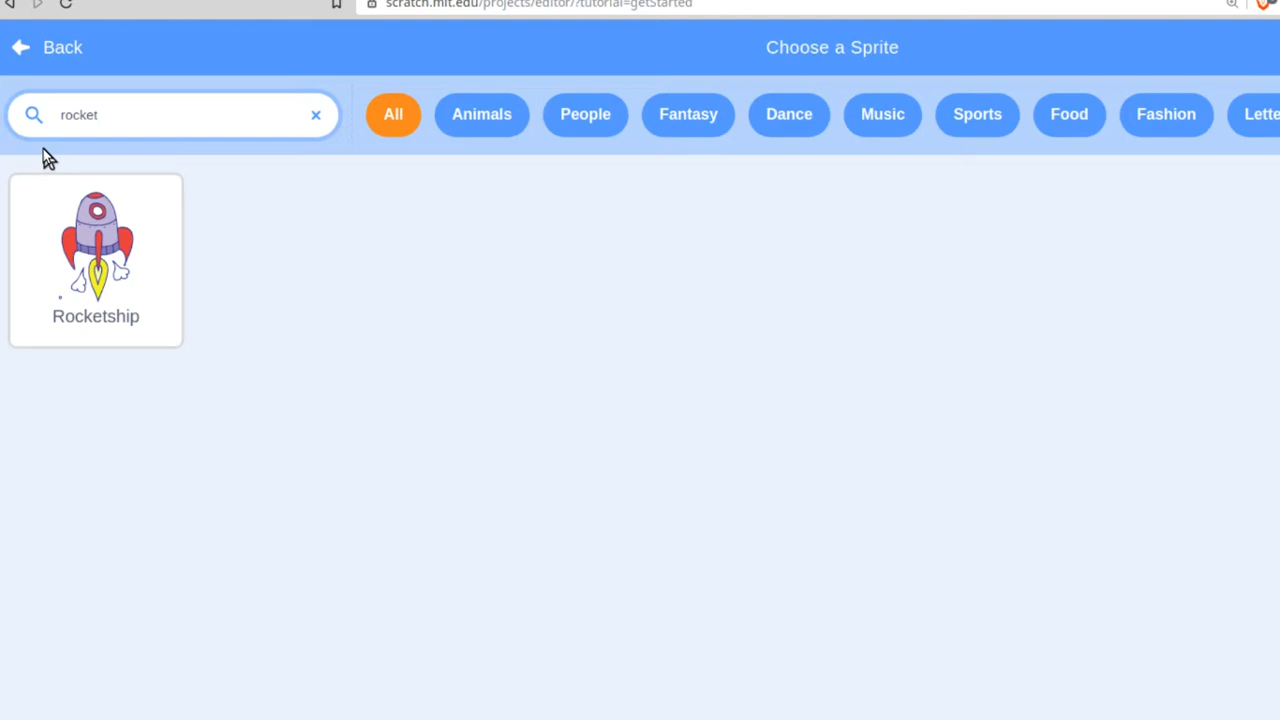 scratch.mit.edu/projects/editor/?tutorial=getStarted
Back
Choose a Sprite
rocket
All
Animals
People
Fantasy
Dance
Music
Sports
Food
Fashion
Lette
Rocketship